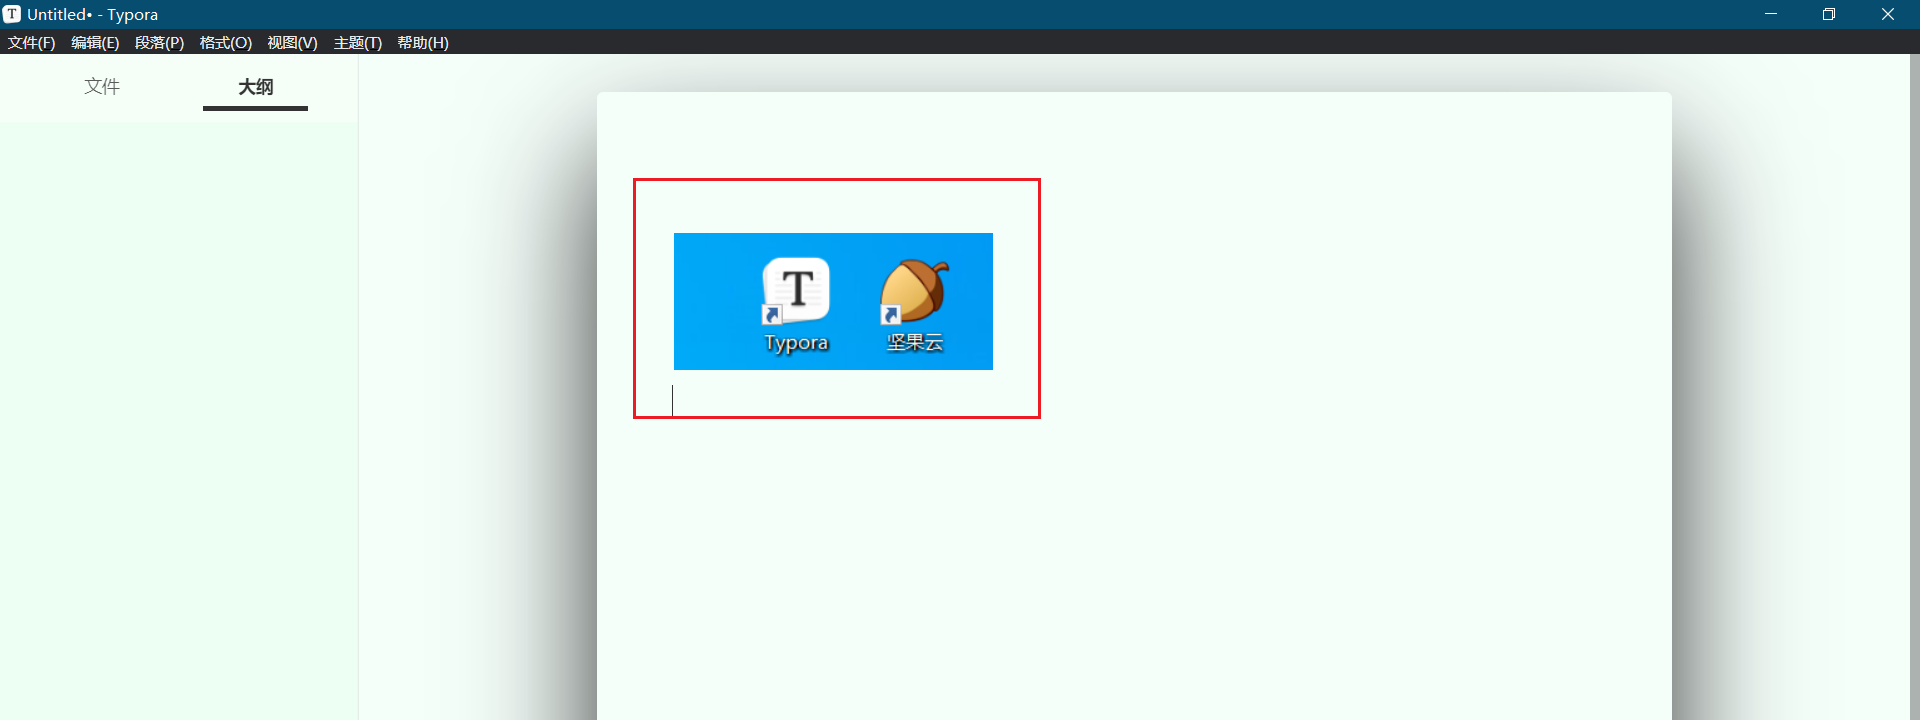 Untitled• - Typora
文件(F) 编辑(E) 段落(P) 格式(O) 视图(V) 主题(T) 帮助(H)
文件 大纲
T
Typora 坚果云